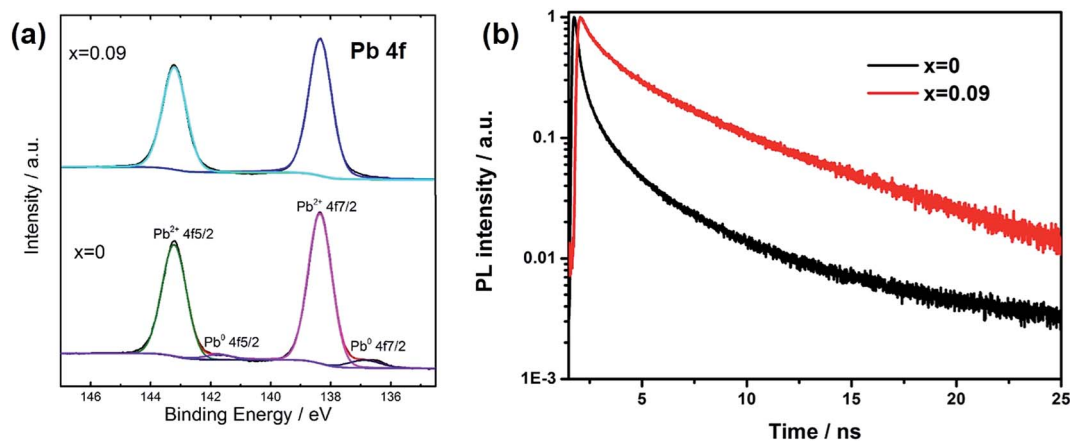 (a)
x=0.09
Pb 4f
Intensity / a.u.
Pb²⁺ 4f7/2
Pb²⁺ 4f5/2
x=0
Pb⁰ 4f5/2
Pb⁰ 4f7/2
146 144 142 140 138 136
Binding Energy / eV
(b)
x=0
x=0.09
PL intensity / a.u.
1
0.1
0.01
1E-3
5 10 15 20 25
Time / ns